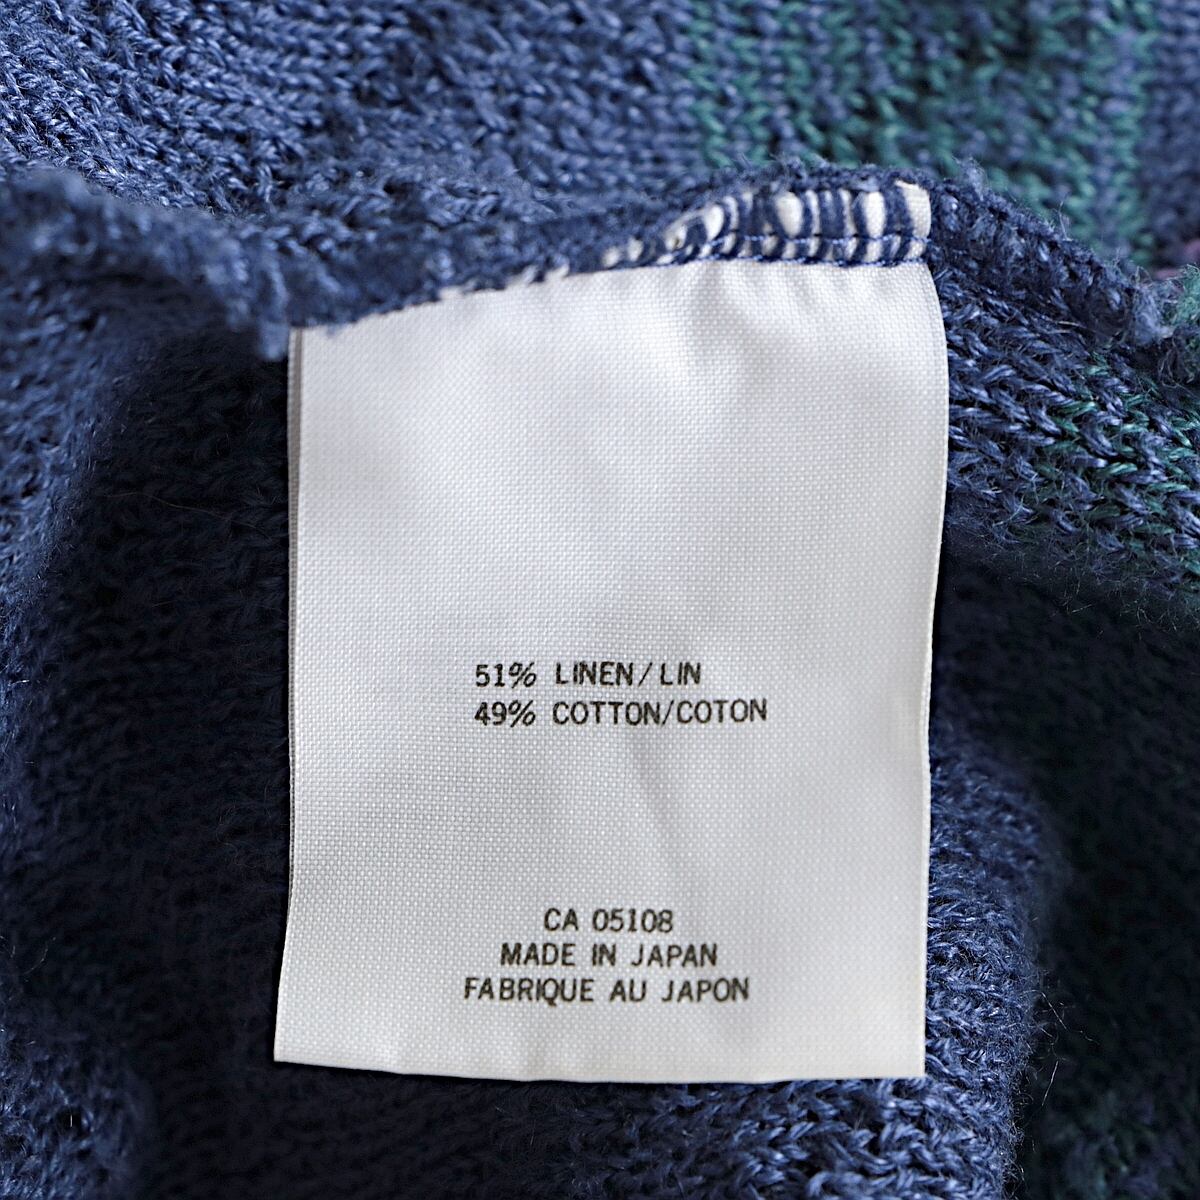 51% LINEN/LIN
49% COTTON/COTON
CA 05108
MADE IN JAPAN
FABRIQUE AU JAPON